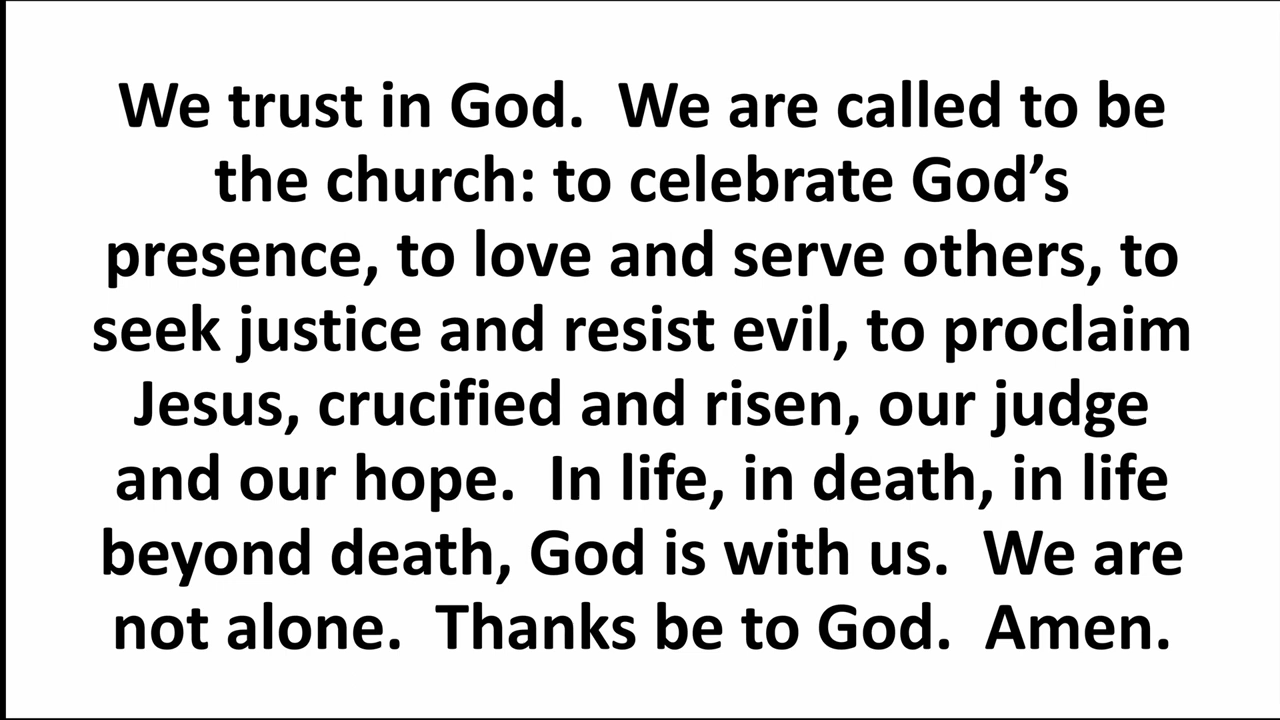 We trust in God.  We are called to be
the church: to celebrate God’s
presence, to love and serve others, to
seek justice and resist evil, to proclaim
Jesus, crucified and risen, our judge
and our hope.  In life, in death, in life
beyond death, God is with us.  We are
not alone.  Thanks be to God.  Amen.